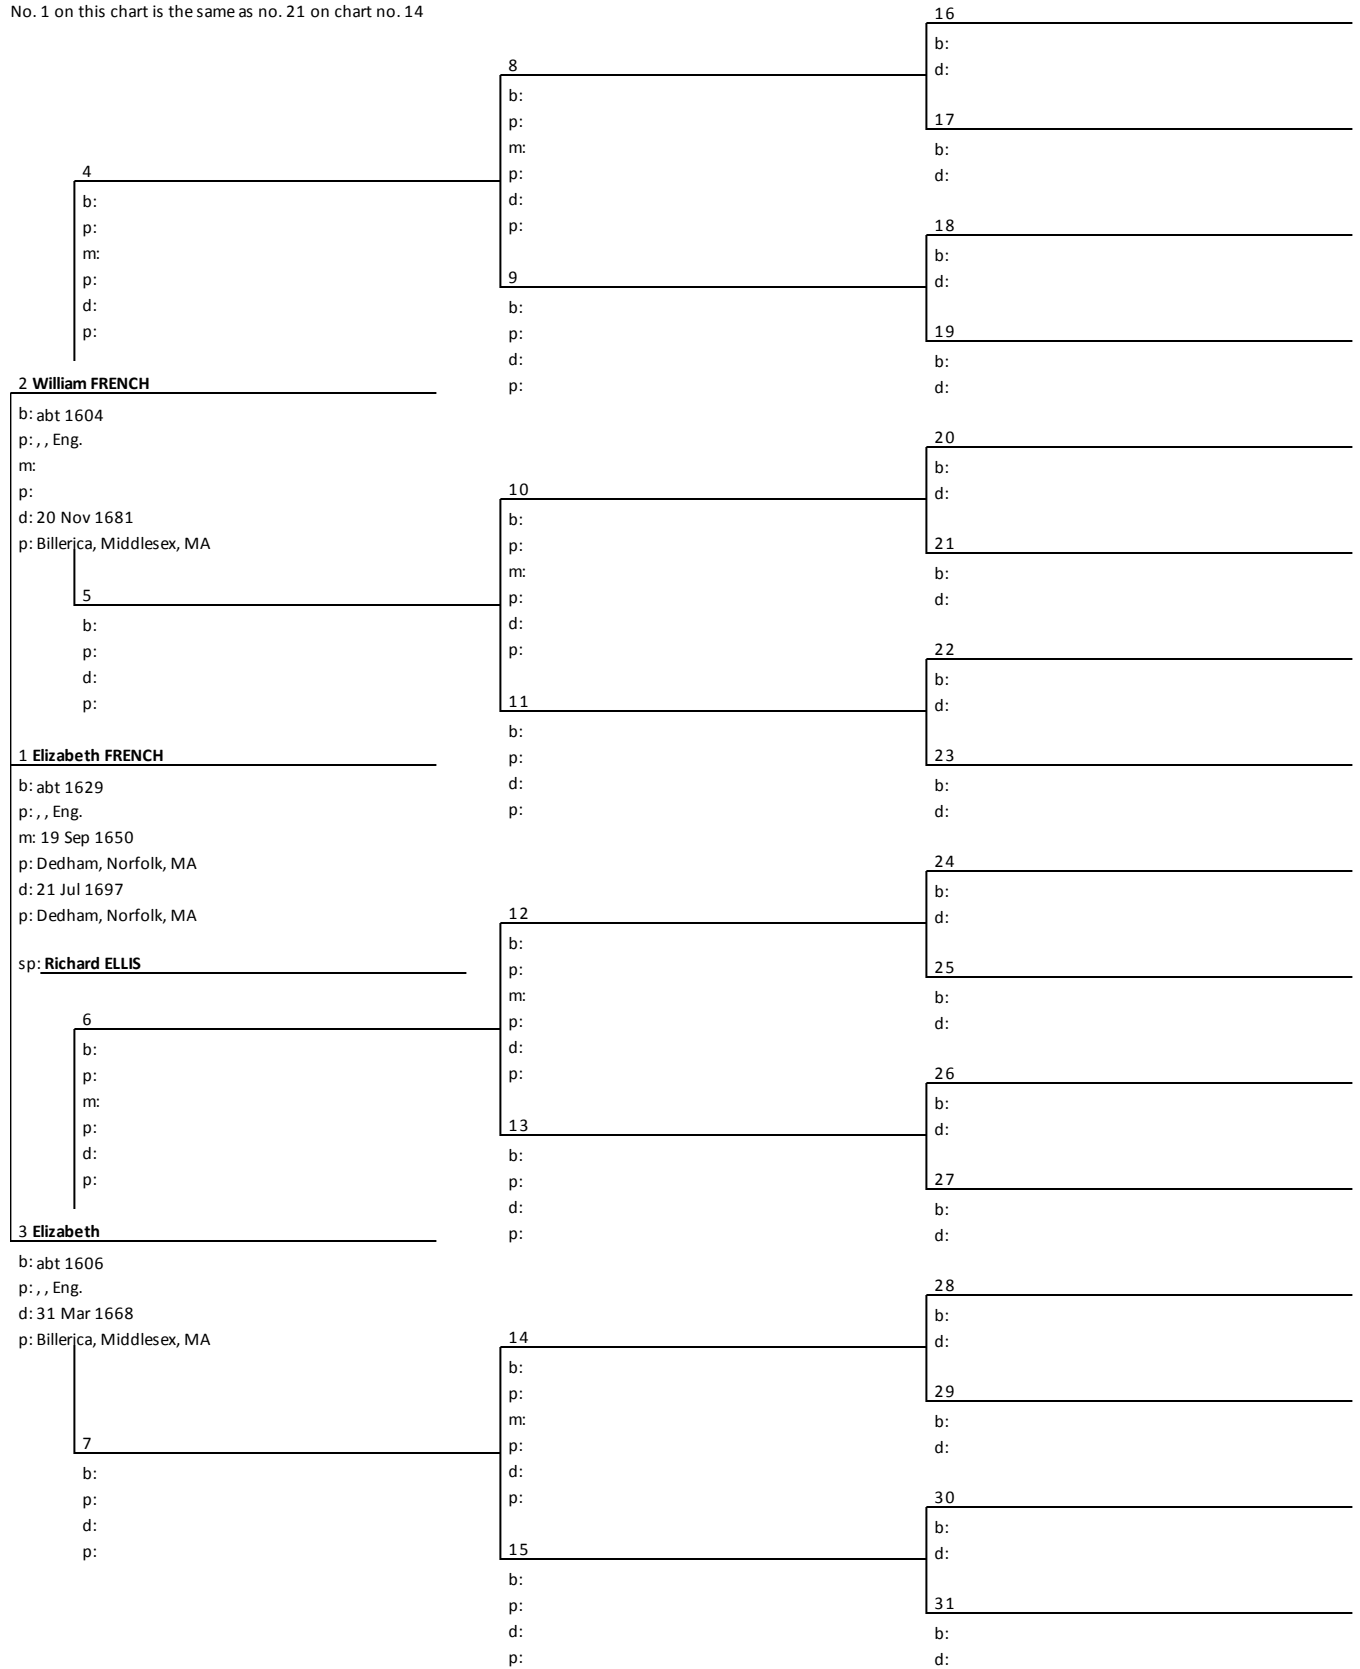 No. 1 on this chart is the same as no. 21 on chart no. 14
4
b:
p:
m:
p:
d:
p:
2 William FRENCH
b: abt 1604
p: , , Eng.
m:
p:
d: 20 Nov 1681
p: Billerica, Middlesex, MA
5
b:
p:
d:
p:
1 Elizabeth FRENCH
b: abt 1629
p: , , Eng.
m: 19 Sep 1650
p: Dedham, Norfolk, MA
d: 21 Jul 1697
p: Dedham, Norfolk, MA
sp: Richard ELLIS
6
b:
p:
m:
p:
d:
p:
3 Elizabeth
b: abt 1606
p: , , Eng.
d: 31 Mar 1668
p: Billerica, Middlesex, MA
7
b:
p:
d:
p:
8
b:
p:
m:
p:
d:
p:
9
b:
p:
d:
p:
10
b:
p:
m:
p:
d:
p:
11
b:
p:
d:
p:
12
b:
p:
m:
p:
d:
p:
13
b:
p:
d:
p:
14
b:
p:
m:
p:
d:
p:
15
b:
p:
d:
p:
16
b:
d:
17
b:
d:
18
b:
d:
19
b:
d:
20
b:
d:
21
b:
d:
22
b:
d:
23
b:
d:
24
b:
d:
25
b:
d:
26
b:
d:
27
b:
d:
28
b:
d:
29
b:
d:
30
b:
d:
31
b:
d: